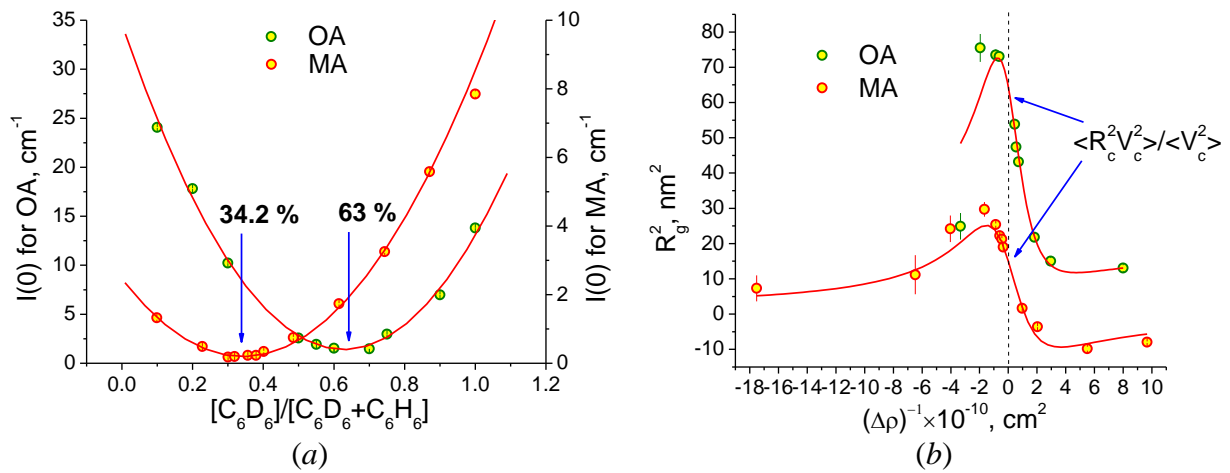 35
30
25
20
15
10
5
0
I(0) for OA, cm⁻¹
OA
MA
34.2 %
63 %
10
8
6
4
2
0
I(0) for MA, cm⁻¹
0.0 0.2 0.4 0.6 0.8 1.0 1.2
[C₆D₆]/[C₆D₆+C₆H₆]
(a)
80
70
60
50
40
30
20
10
0
-10
R_g², nm²
OA
MA
<R_c²V_c²>/<V_c²>
-18 -16 -14 -12 -10 -8 -6 -4 -2 0 2 4 6 8 10
(Δρ)⁻¹×10⁻¹⁰, cm²
(b)